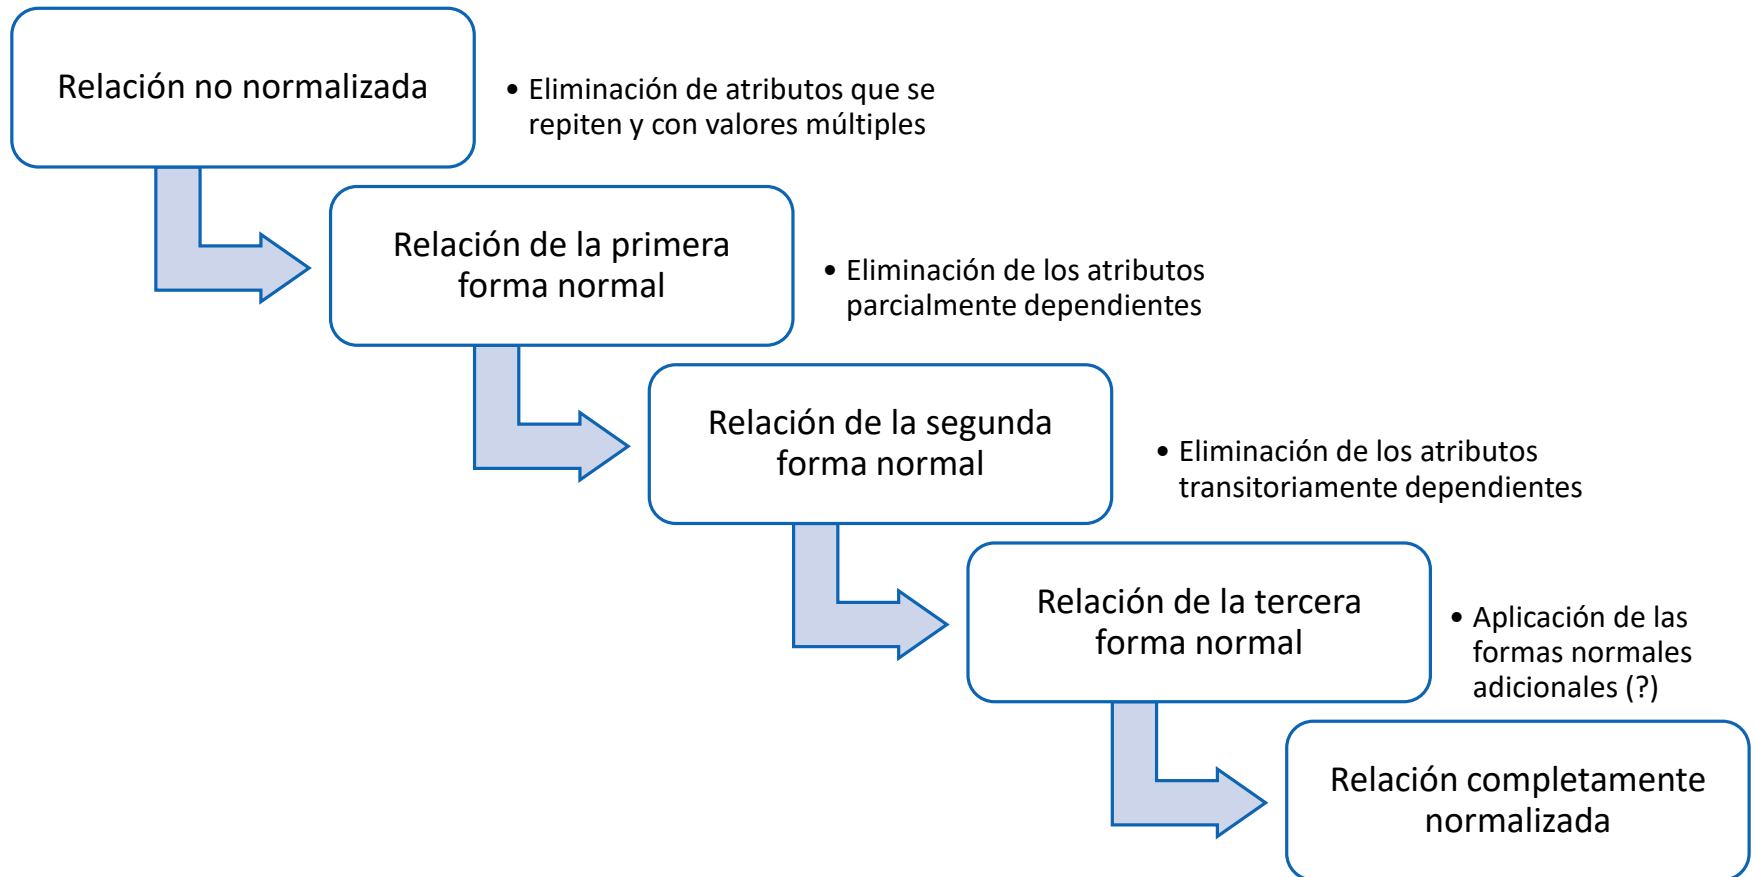 Relación no normalizada
• Eliminación de atributos que se
repiten y con valores múltiples
Relación de la primera
forma normal
• Eliminación de los atributos
parcialmente dependientes
Relación de la segunda
forma normal
• Eliminación de los atributos
transitoriamente dependientes
Relación de la tercera
forma normal
• Aplicación de las
formas normales
adicionales (?)
Relación completamente
normalizada